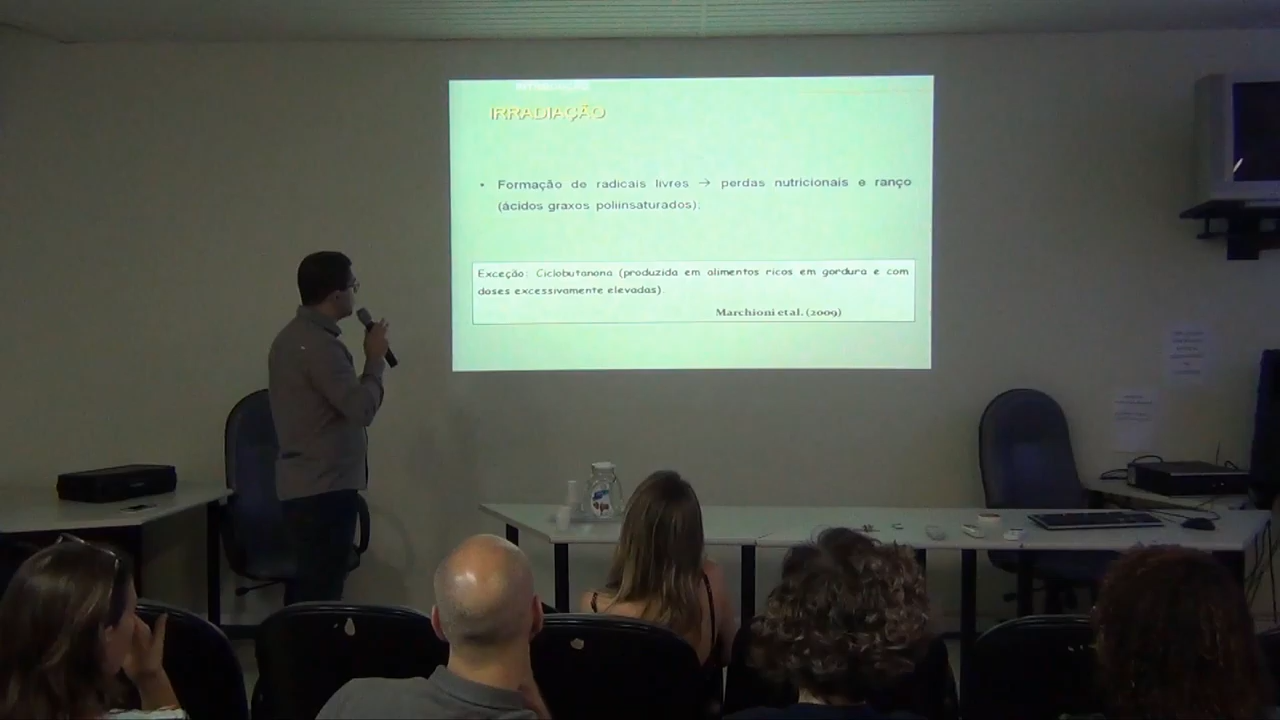 INTRODUÇÃO
IRRADIAÇÃO
• Formação de radicais livres → perdas nutricionais e ranço
(ácidos graxos poliinsaturados);
Exceção: Ciclobutanona (produzida em alimentos ricos em gordura e com
doses excessivamente elevadas).
Marchioni et al. (2009)